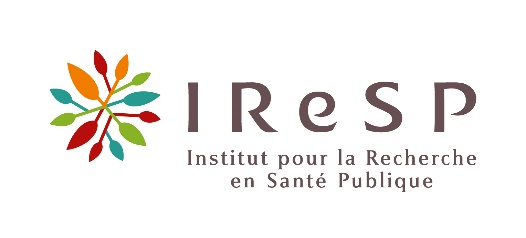 IReSP
Institut pour la Recherche
en Santé Publique